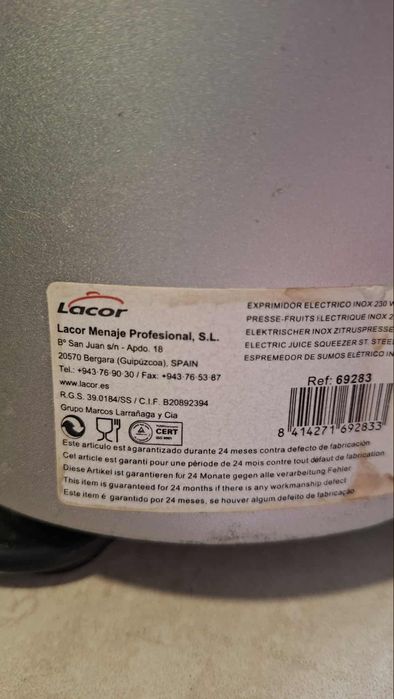 Lacor
Lacor Menaje Profesional, S.L.
Bº San Juan s/n - Apdo. 18
20570 Bergara (Guipúzcoa), SPAIN
Tel.: +943·76·90·30 / Fax: +943·76·53·87
www.lacor.es
R.G.S. 39.0184/SS / C.I.F. B20892394
Grupo Marcos Larrañaga y Cia
EXPRIMIDOR ELECTRICO INOX 230 W
PRESSE-FRUITS ELECTRIQUE INOX
ELEKTRISCHER INOX ZITRUSPRESSE
ELECTRIC JUICE SQUEEZER ST. STEE
ESPREMEDOR DE SUMOS ELÉTRICO IN
Ref: 69283
8 414271 692833
CERT
Este artículo está garantizado durante 24 meses contra defecto de fabricación
Cet article est garanti pour une période de 24 mois contre tout défaut de fabrication
Diese Artikel ist garantieren für 24 Monate gegen alle verarbeitung Fehler
This item is guaranteed for 24 months if there is any workmanship defect
Este item é garantido por 24 meses, se houver algum defeito de fabricação